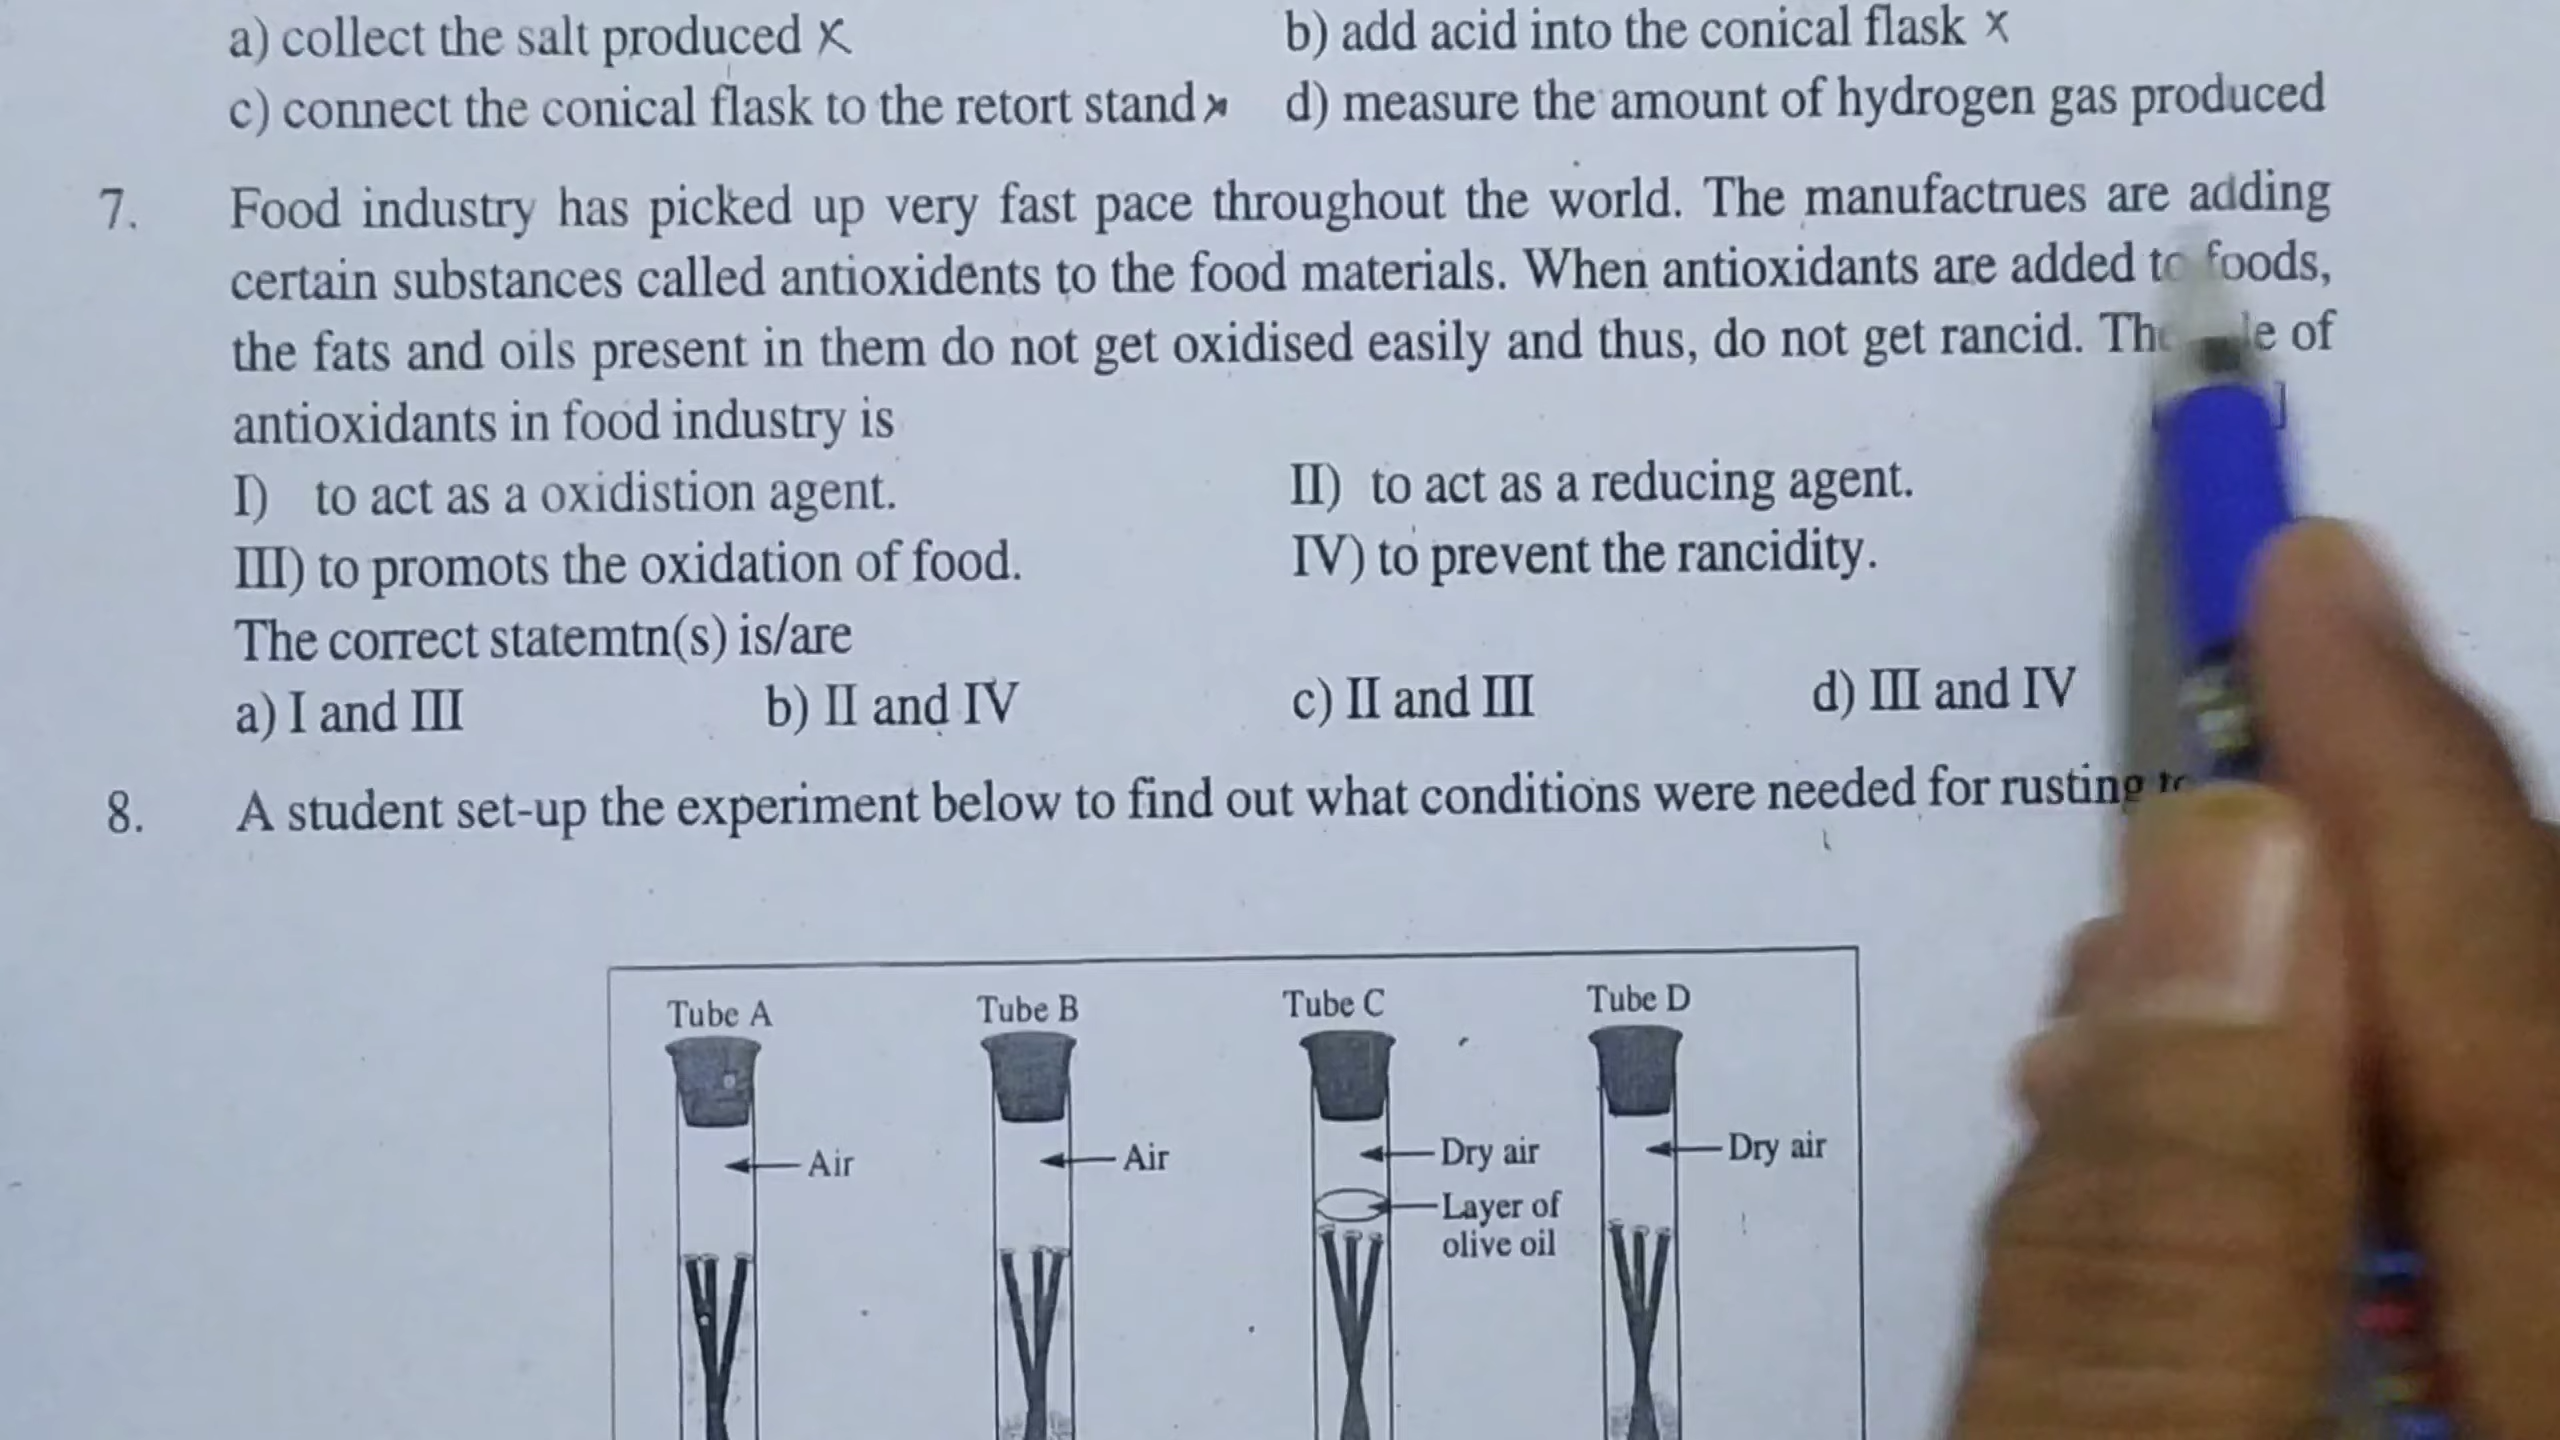 a) collect the salt produced x
b) add acid into the conical flask x
c) connect the conical flask to the retort stand x
d) measure the amount of hydrogen gas produced
7. Food industry has picked up very fast pace throughout the world. The manufactrues are adding
certain substances called antioxidents to the food materials. When antioxidants are added to foods,
the fats and oils present in them do not get oxidised easily and thus, do not get rancid. of
antioxidants in food industry is ]
I) to act as a oxidistion agent.
II) to act as a reducing agent.
III) to promots the oxidation of food.
IV) to prevent the rancidity.
The correct statemtn(s) is/are
a) I and III b) II and IV c) II and III d) III and IV
8. A student set-up the experiment below to find out what conditions were needed for rusting
Tube A Tube B Tube C Tube D
Air Air Dry air Dry air
Layer of
olive oil